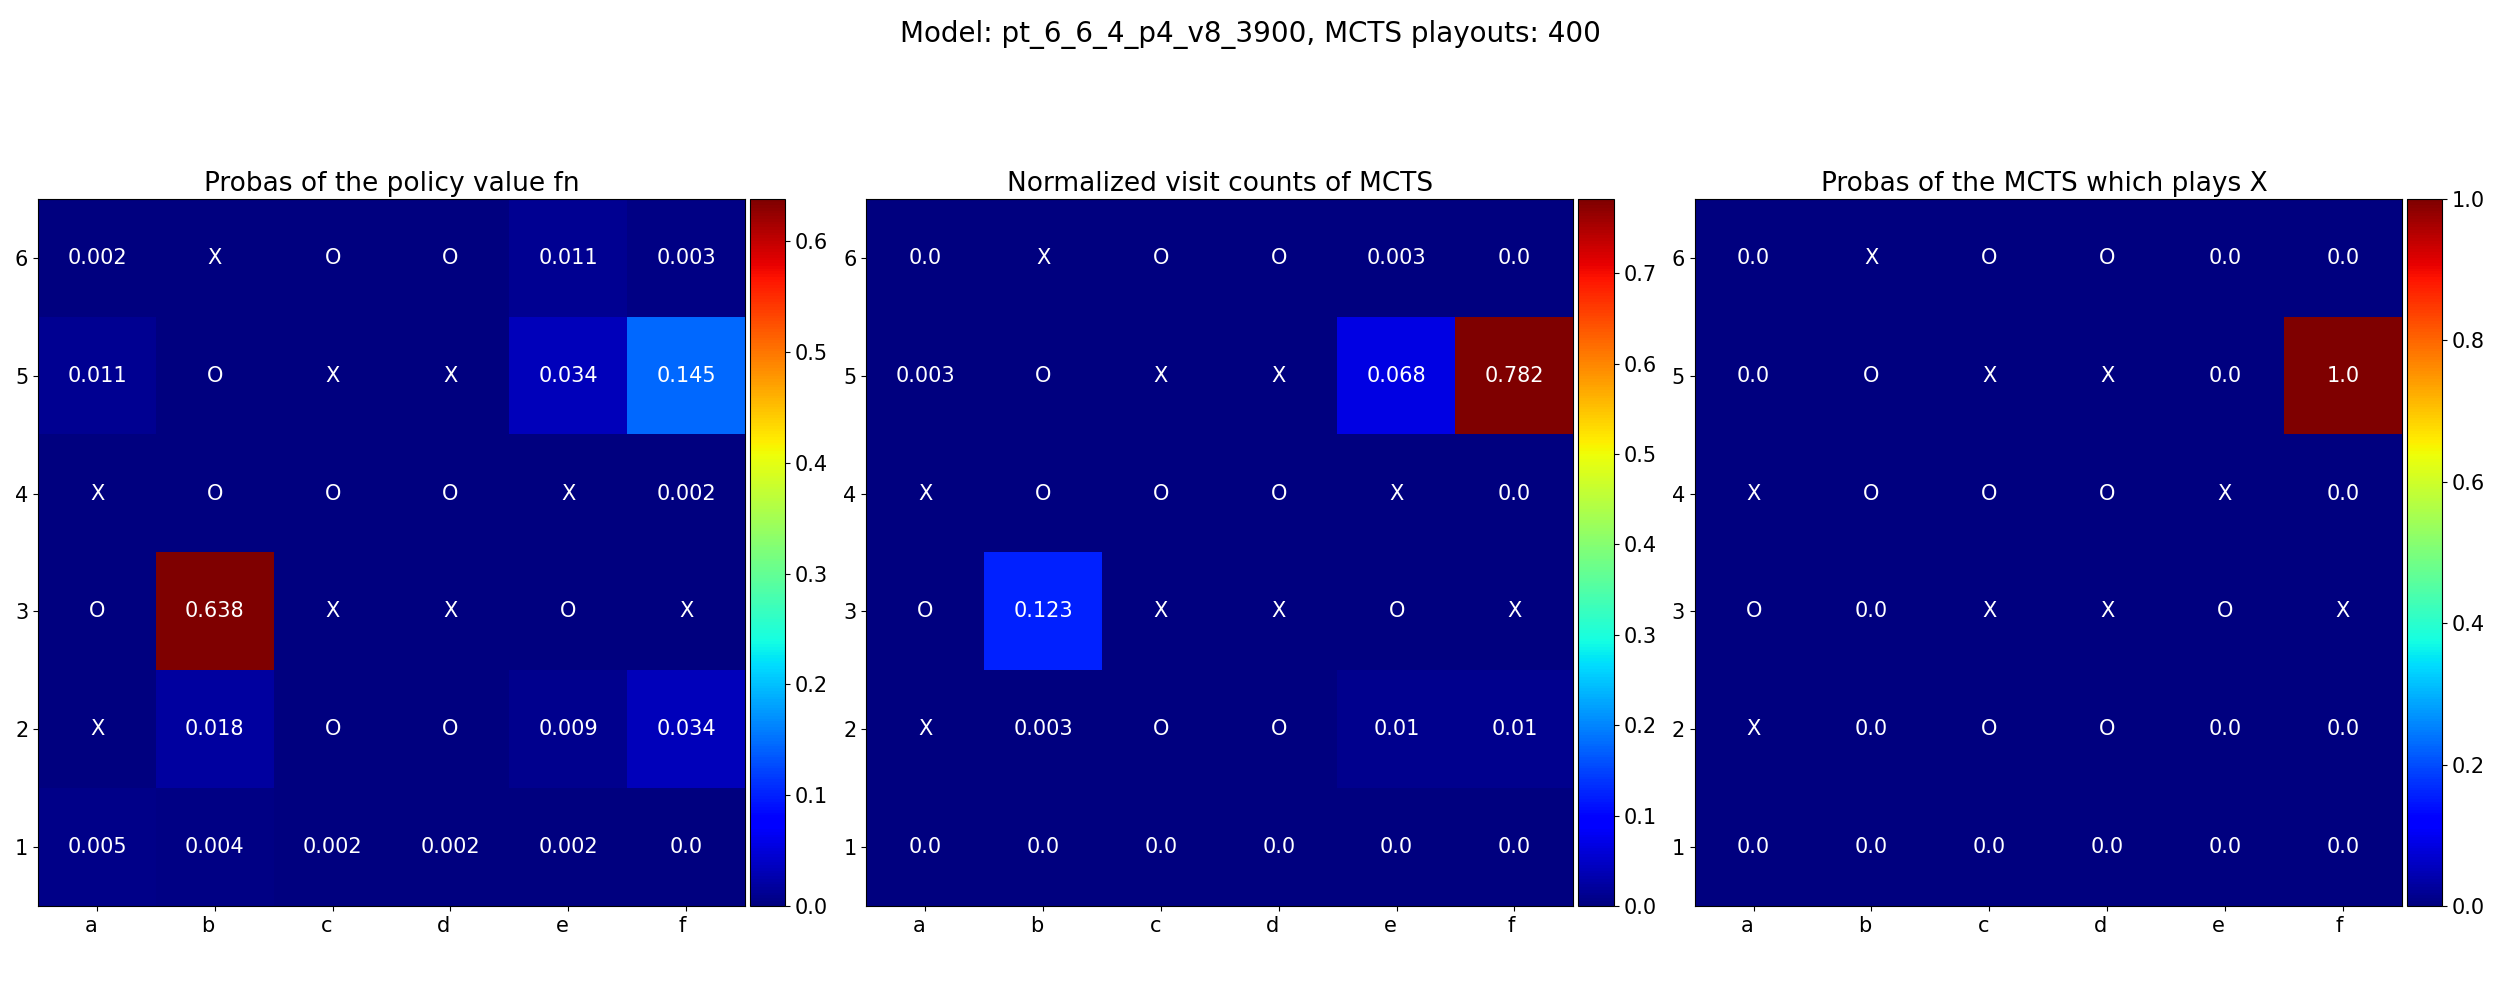 Model: pt_6_6_4_p4_v8_3900, MCTS playouts: 400
Probas of the policy value fn
6 0.002 X O O 0.011 0.003
5 0.011 O X X 0.034 0.145
4 X O O O X 0.002
3 O 0.638 X X O X
2 X 0.018 O O 0.009 0.034
1 0.005 0.004 0.002 0.002 0.002 0.0
a b c d e f
0.6
0.5
0.4
0.3
0.2
0.1
0.0
Normalized visit counts of MCTS
6 0.0 X O O 0.003 0.0
5 0.003 O X X 0.068 0.782
4 X O O O X 0.0
3 O 0.123 X X O X
2 X 0.003 O O 0.01 0.01
1 0.0 0.0 0.0 0.0 0.0 0.0
a b c d e f
0.7
0.6
0.5
0.4
0.3
0.2
0.1
0.0
Probas of the MCTS which plays X
6 0.0 X O O 0.0 0.0
5 0.0 O X X 0.0 1.0
4 X O O O X 0.0
3 O 0.0 X X O X
2 X 0.0 O O 0.0 0.0
1 0.0 0.0 0.0 0.0 0.0 0.0
a b c d e f
1.0
0.8
0.6
0.4
0.2
0.0